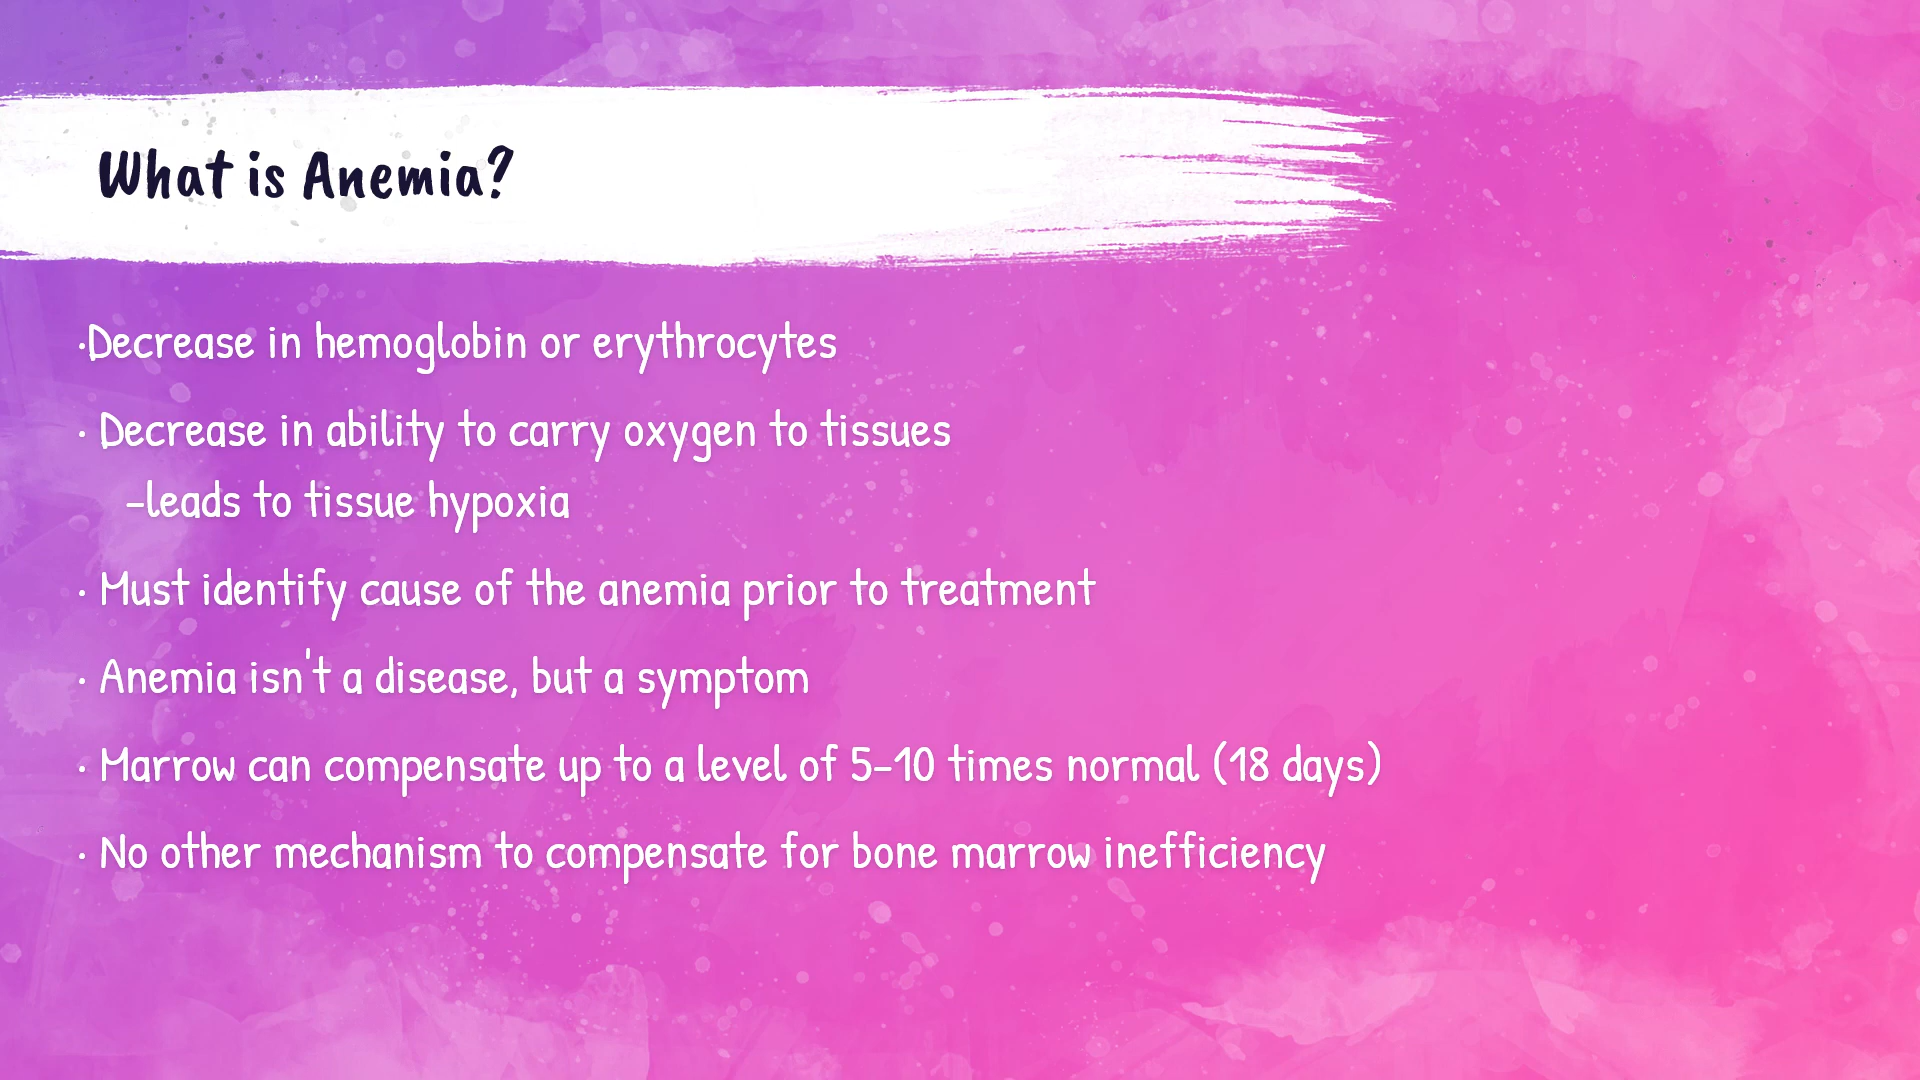 What is Anemia?
•Decrease in hemoglobin or erythrocytes
• Decrease in ability to carry oxygen to tissues
-leads to tissue hypoxia
• Must identify cause of the anemia prior to treatment
• Anemia isn't a disease, but a symptom
• Marrow can compensate up to a level of 5-10 times normal (18 days)
• No other mechanism to compensate for bone marrow inefficiency